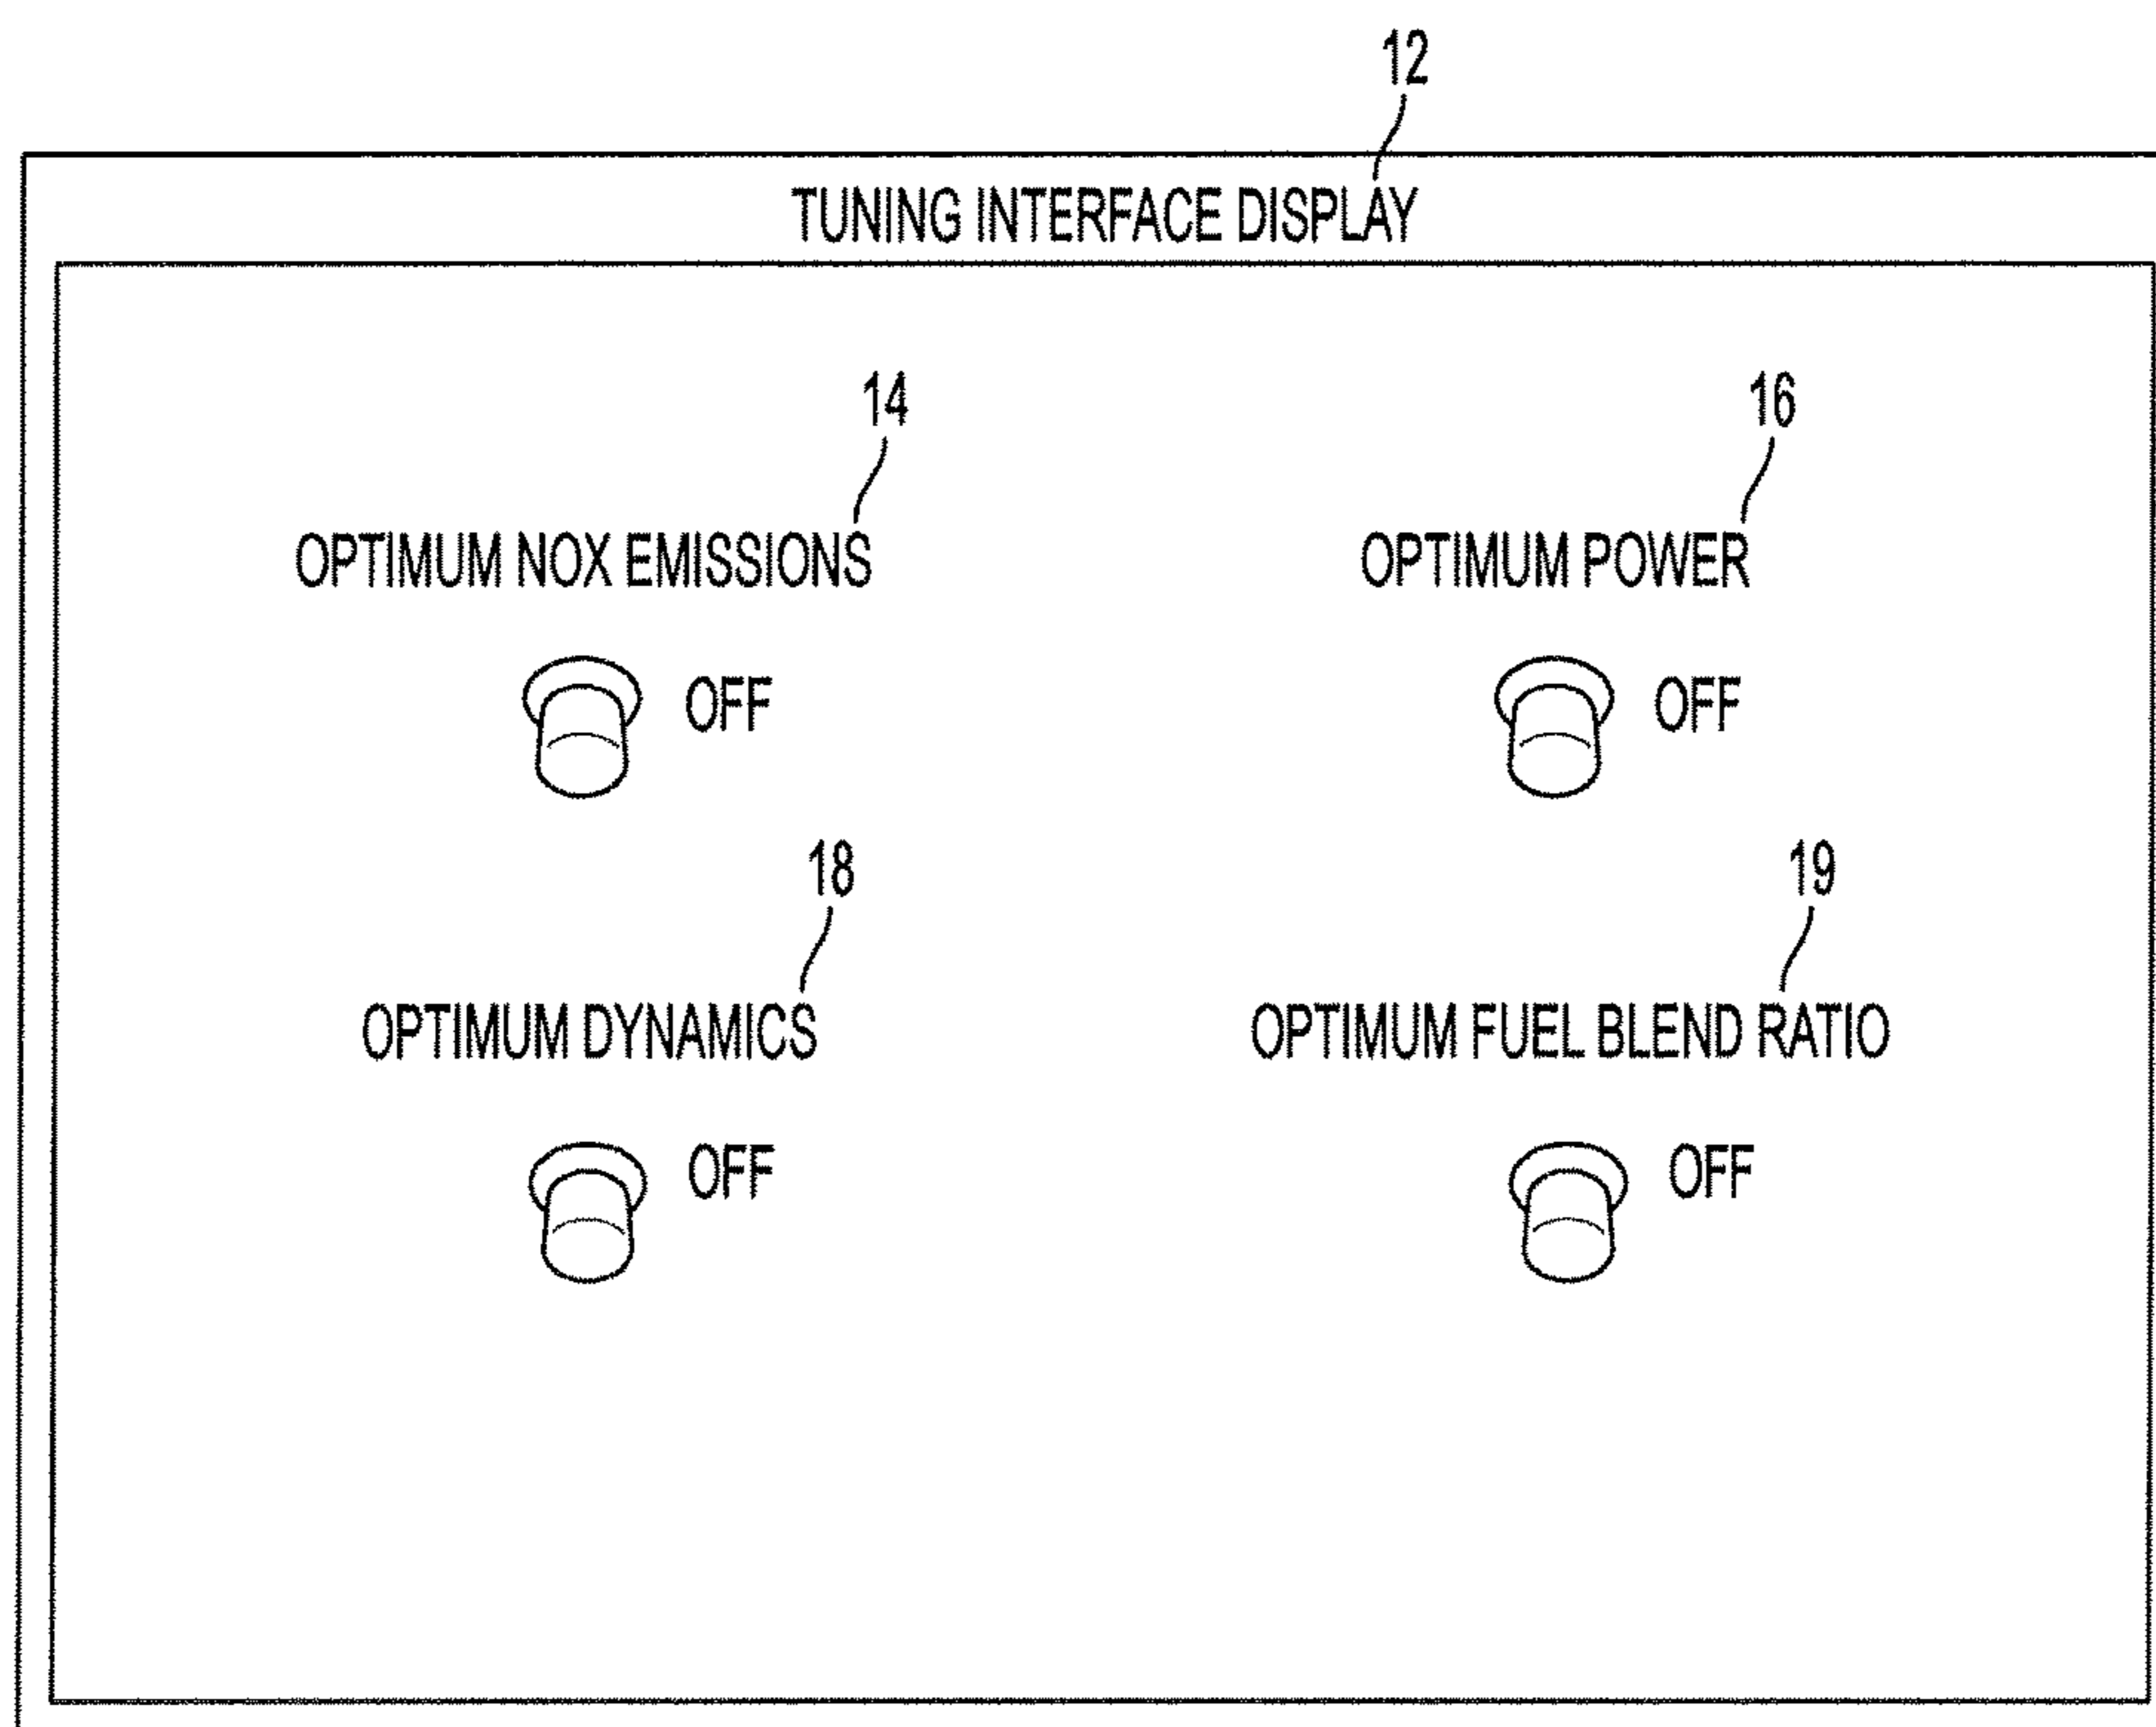 12
TUNING INTERFACE DISPLAY
14
16
OPTIMUM NOX EMISSIONS
OPTIMUM POWER
OFF
OFF
18
19
OPTIMUM DYNAMICS
OPTIMUM FUEL BLEND RATIO
OFF
OFF